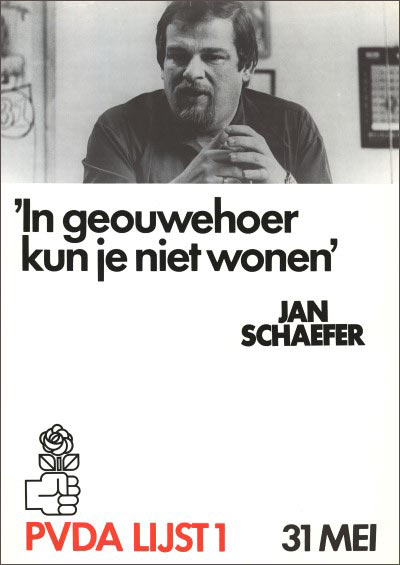 'In geouwehoer
kun je niet wonen'
JAN
SCHAEFER
PVDA LIJST 1 31 MEI